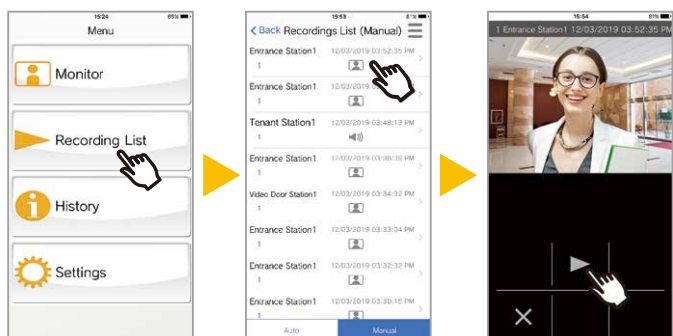 15:24
83%
Menu
Monitor
Recording List
History
Settings
15:53
Back Recordings List (Manual)
Entrance Station1 12/03/2019 03:52:35 PM
1
Entrance Station1 12/03/2019
1
Tenant Station1 12/03/2019 03:48:13 PM
1
Entrance Station1 12/03/2019
1
Video Door Station1 12/03/2019 03:34:32 PM
1
Entrance Station1 12/03/2019 03:33:04 PM
1
Entrance Station1 12/03/2019 03:32:32 PM
1
Entrance Station1 12/03/2019 03:30:15 PM
1
Auto Manual
15:54
81%
1 Entrance Station1 12/03/2019 03:52:35 PM